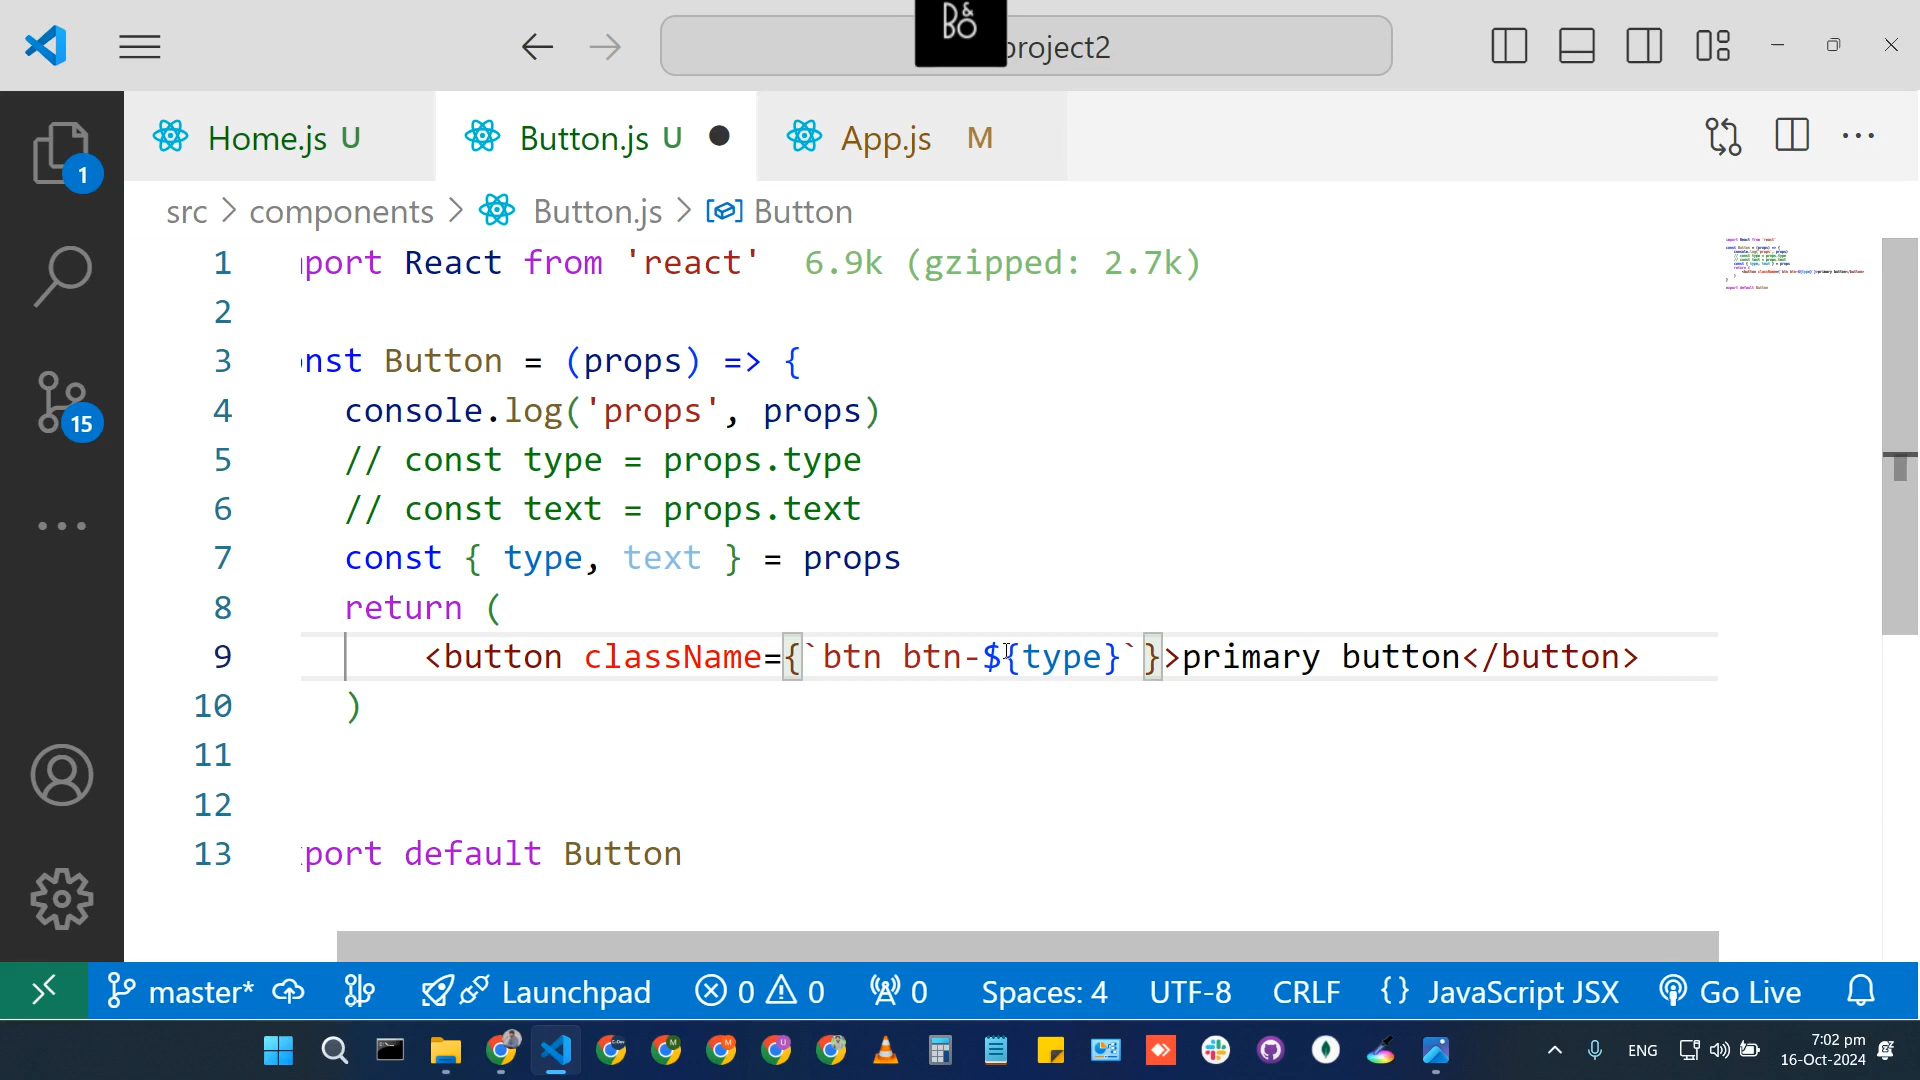 B&O
project2
Home.js U
Button.js U
App.js M
src > components > Button.js > Button
1 port React from 'react' 6.9k (gzipped: 2.7k)
2
3 nst Button = (props) => {
4 console.log('props', props)
5 // const type = props.type
6 // const text = props.text
7 const { type, text } = props
8 return (
9 <button className={`btn btn-${type}`}>primary button</button>
10 )
11
12
13 port default Button
1
15
master*
Launchpad
0
0
0
Spaces: 4
UTF-8
CRLF
{} JavaScript JSX
Go Live
ENG
7:02 pm
16-Oct-2024